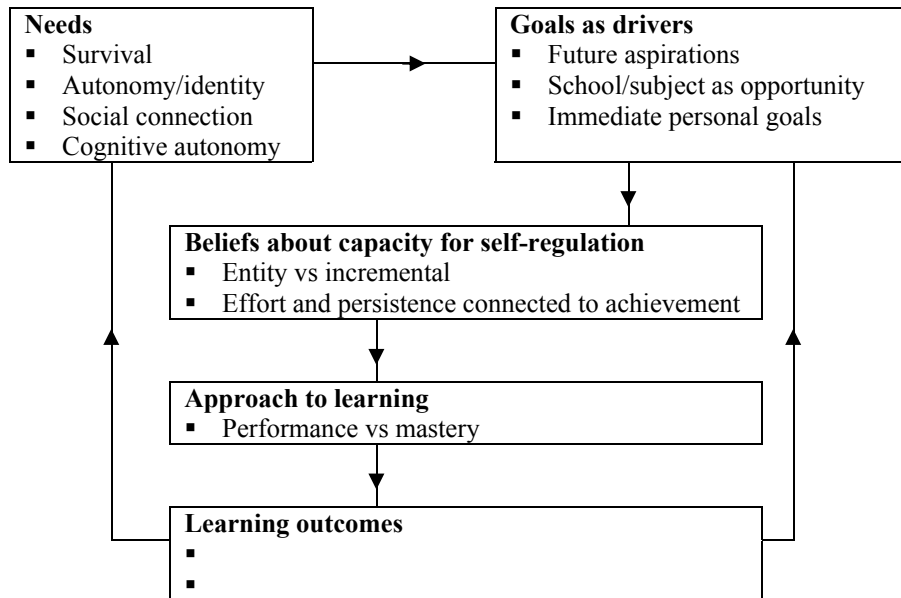 Needs
▪ Survival
▪ Autonomy/identity
▪ Social connection
▪ Cognitive autonomy
Goals as drivers
▪ Future aspirations
▪ School/subject as opportunity
▪ Immediate personal goals
Beliefs about capacity for self-regulation
▪ Entity vs incremental
▪ Effort and persistence connected to achievement
Approach to learning
▪ Performance vs mastery
Learning outcomes
▪
▪